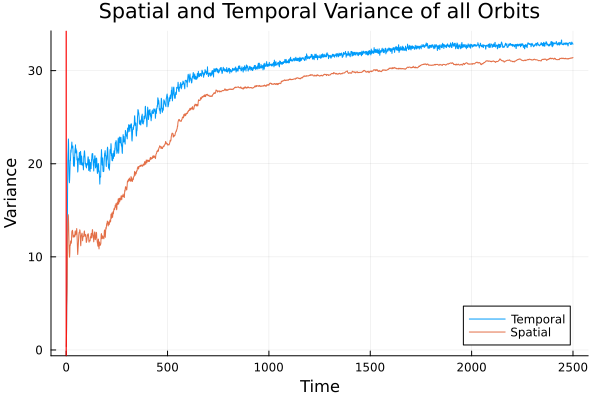 Spatial and Temporal Variance of all Orbits
Variance
30
20
10
0
0 500 1000 1500 2000 2500
Time
Temporal
Spatial